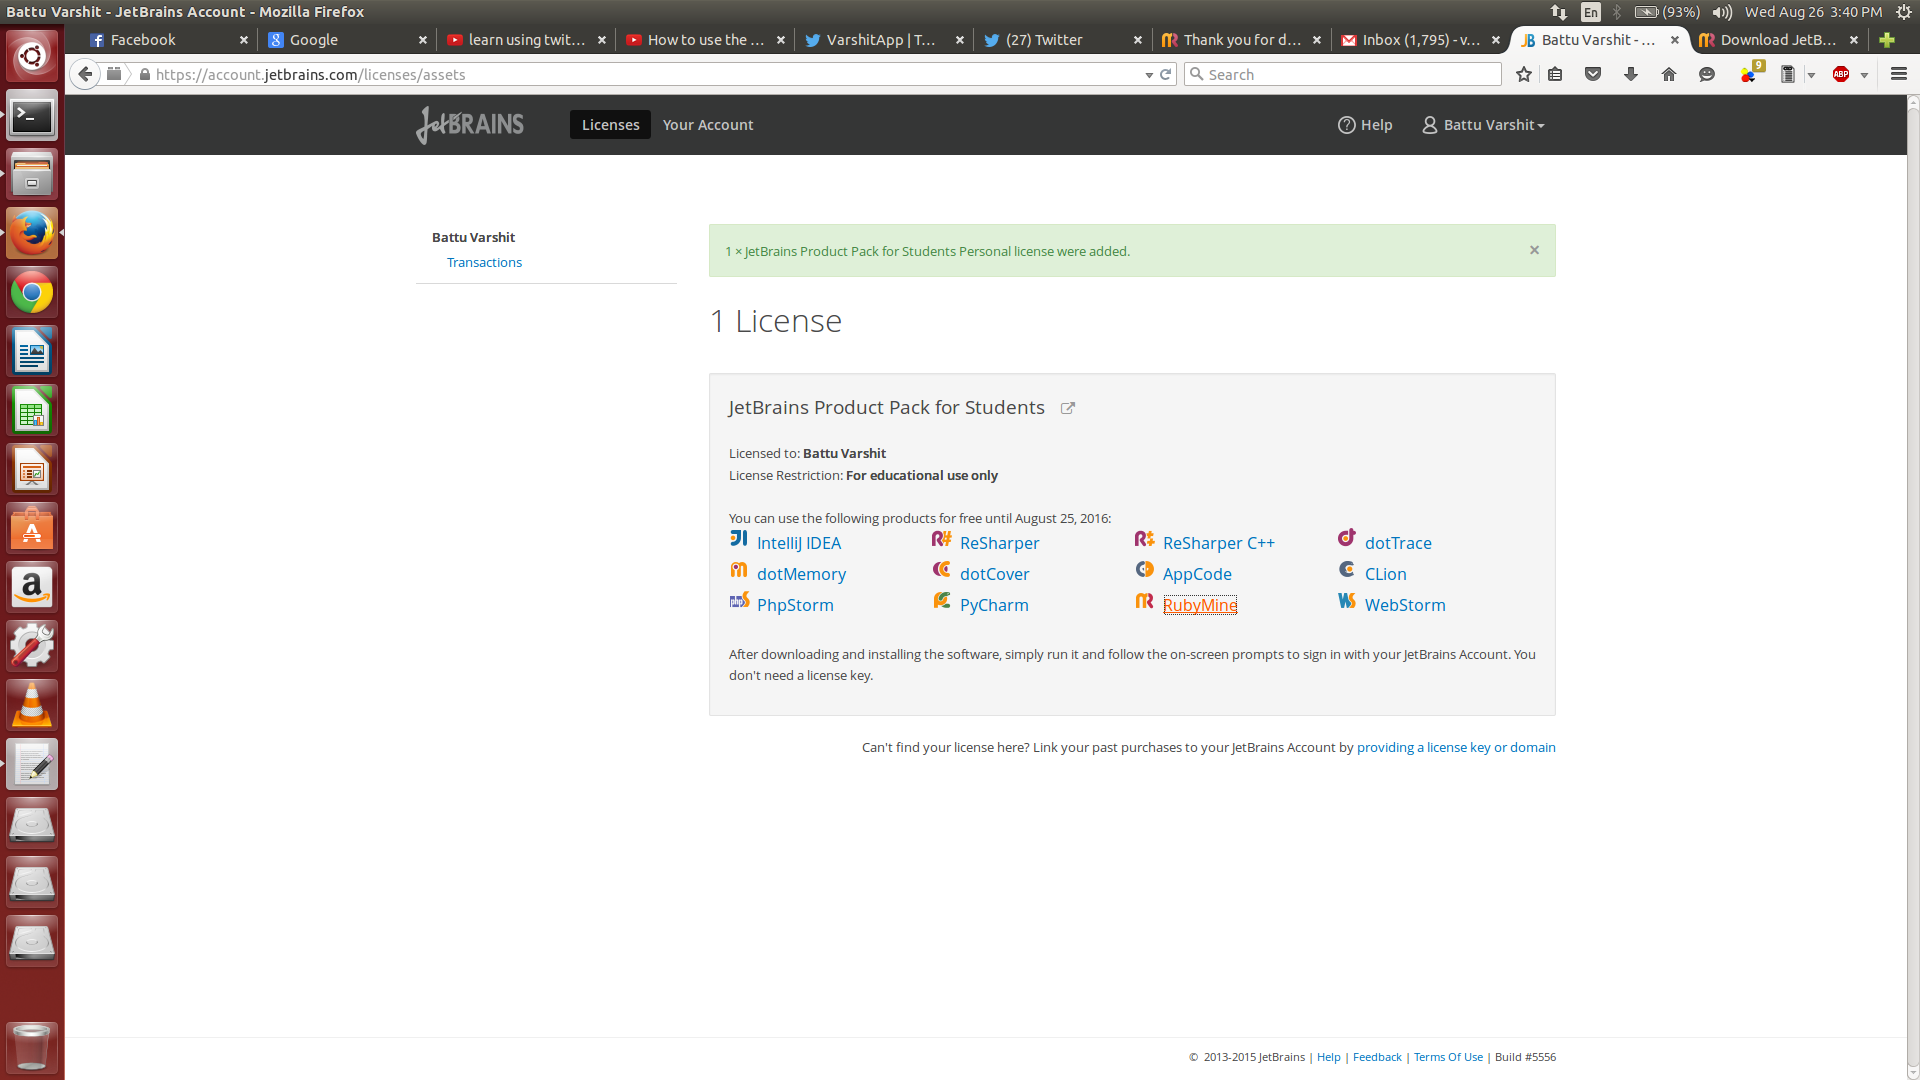 Battu Varshit - JetBrains Account - Mozilla Firefox
En
(93%)
Wed Aug 26 3:40 PM
Facebook
Google
learn using twit...
How to use the ...
VarshitApp | T...
(27) Twitter
Thank you for d...
Inbox (1,795) - v...
Battu Varshit - ...
Download JetB...
https://account.jetbrains.com/licenses/assets
Search
9
ABP
JetBRAINS
Licenses
Your Account
Help
Battu Varshit
Battu Varshit
Transactions
1 × JetBrains Product Pack for Students Personal license were added.
×
1 License
JetBrains Product Pack for Students
Licensed to: Battu Varshit
License Restriction: For educational use only
You can use the following products for free until August 25, 2016:
IntelliJ IDEA
ReSharper
ReSharper C++
dotTrace
dotMemory
dotCover
AppCode
CLion
PhpStorm
PyCharm
RubyMine
WebStorm
After downloading and installing the software, simply run it and follow the on-screen prompts to sign in with your JetBrains Account. You
don't need a license key.
Can't find your license here? Link your past purchases to your JetBrains Account by providing a license key or domain
© 2013-2015 JetBrains | Help | Feedback | Terms Of Use | Build #5556